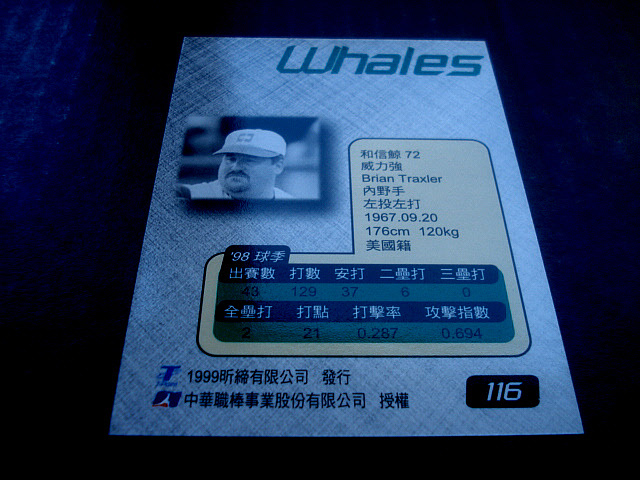 Whales
和信鯨 72
威力強
Brian Traxler
內野手
左投左打
1967.09.20
176cm 120kg
美國籍
'98 球季
出賽數 打數 安打 二壘打 三壘打
43 129 37 6 0
全壘打 打點 打擊率 攻擊指數
2 21 0.287 0.694
1999昕締有限公司 發行
中華職棒事業股份有限公司 授權
116